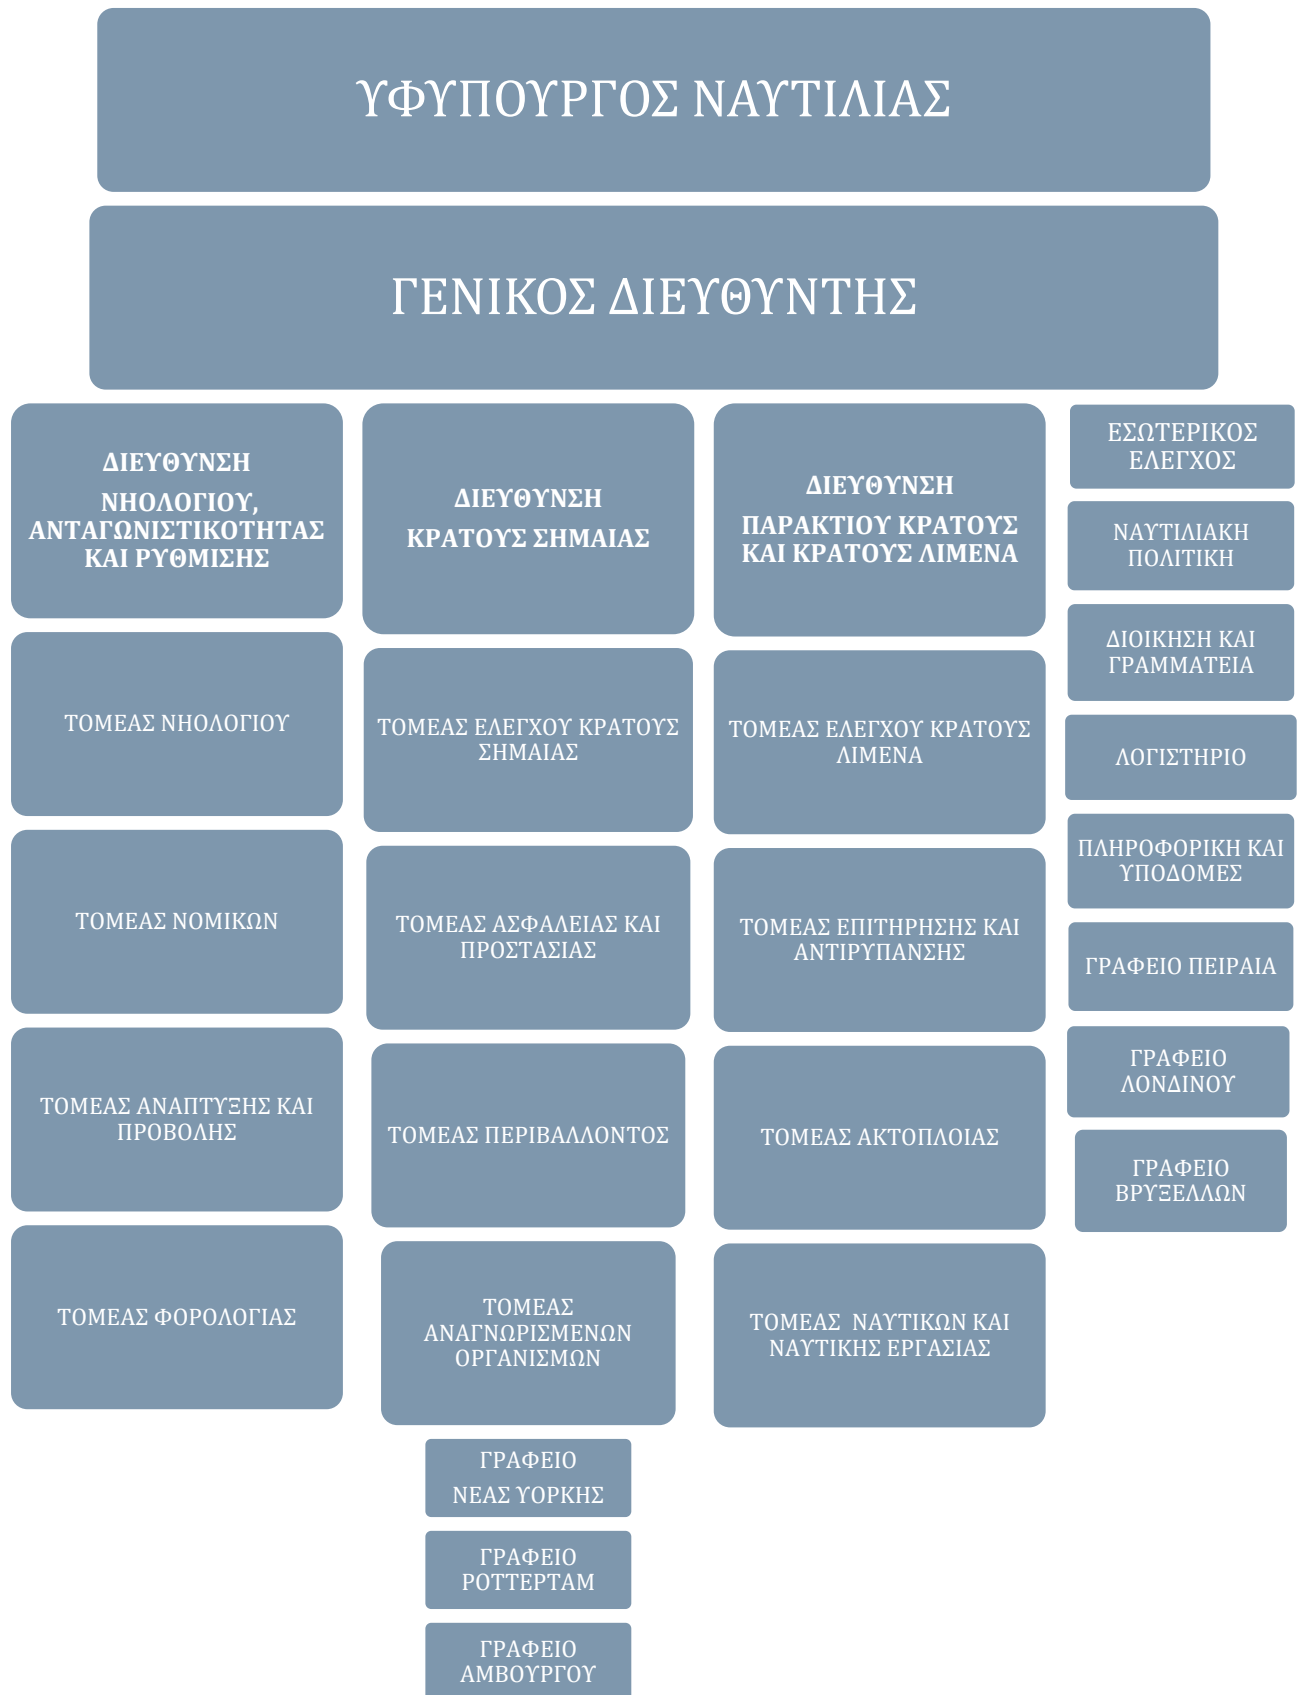 ΥΦΥΠΟΥΡΓΟΣ ΝΑΥΤΙΛΙΑΣ
ΓΕΝΙΚΟΣ ΔΙΕΥΘΥΝΤΗΣ
ΔΙΕΥΘΥΝΣΗ
ΝΗΟΛΟΓΙΟΥ,
ΑΝΤΑΓΩΝΙΣΤΙΚΟΤΗΤΑΣ
ΚΑΙ ΡΥΘΜΙΣΗΣ
ΤΟΜΕΑΣ ΝΗΟΛΟΓΙΟΥ
ΤΟΜΕΑΣ ΝΟΜΙΚΩΝ
ΤΟΜΕΑΣ ΑΝΑΠΤΥΞΗΣ ΚΑΙ
ΠΡΟΒΟΛΗΣ
ΤΟΜΕΑΣ ΦΟΡΟΛΟΓΙΑΣ
ΔΙΕΥΘΥΝΣΗ
ΚΡΑΤΟΥΣ ΣΗΜΑΙΑΣ
ΤΟΜΕΑΣ ΕΛΕΓΧΟΥ ΚΡΑΤΟΥΣ
ΣΗΜΑΙΑΣ
ΤΟΜΕΑΣ ΑΣΦΑΛΕΙΑΣ ΚΑΙ
ΠΡΟΣΤΑΣΙΑΣ
ΤΟΜΕΑΣ ΠΕΡΙΒΑΛΛΟΝΤΟΣ
ΤΟΜΕΑΣ
ΑΝΑΓΝΩΡΙΣΜΕΝΩΝ
ΟΡΓΑΝΙΣΜΩΝ
ΓΡΑΦΕΙΟ
ΝΕΑΣ ΥΟΡΚΗΣ
ΓΡΑΦΕΙΟ
ΡΟΤΤΕΡΤΑΜ
ΓΡΑΦΕΙΟ
ΑΜΒΟΥΡΓΟΥ
ΔΙΕΥΘΥΝΣΗ
ΠΑΡΑΚΤΙΟΥ ΚΡΑΤΟΥΣ
ΚΑΙ ΚΡΑΤΟΥΣ ΛΙΜΕΝΑ
ΤΟΜΕΑΣ ΕΛΕΓΧΟΥ ΚΡΑΤΟΥΣ
ΛΙΜΕΝΑ
ΤΟΜΕΑΣ ΕΠΙΤΗΡΗΣΗΣ ΚΑΙ
ΑΝΤΙΡΥΠΑΝΣΗΣ
ΤΟΜΕΑΣ ΑΚΤΟΠΛΟΙΑΣ
ΤΟΜΕΑΣ ΝΑΥΤΙΚΩΝ ΚΑΙ
ΝΑΥΤΙΚΗΣ ΕΡΓΑΣΙΑΣ
ΕΣΩΤΕΡΙΚΟΣ
ΕΛΕΓΧΟΣ
ΝΑΥΤΙΛΙΑΚΗ
ΠΟΛΙΤΙΚΗ
ΔΙΟΙΚΗΣΗ ΚΑΙ
ΓΡΑΜΜΑΤΕΙΑ
ΛΟΓΙΣΤΗΡΙΟ
ΠΛΗΡΟΦΟΡΙΚΗ ΚΑΙ
ΥΠΟΔΟΜΕΣ
ΓΡΑΦΕΙΟ ΠΕΙΡΑΙΑ
ΓΡΑΦΕΙΟ
ΛΟΝΔΙΝΟΥ
ΓΡΑΦΕΙΟ
ΒΡΥΞΕΛΛΩΝ